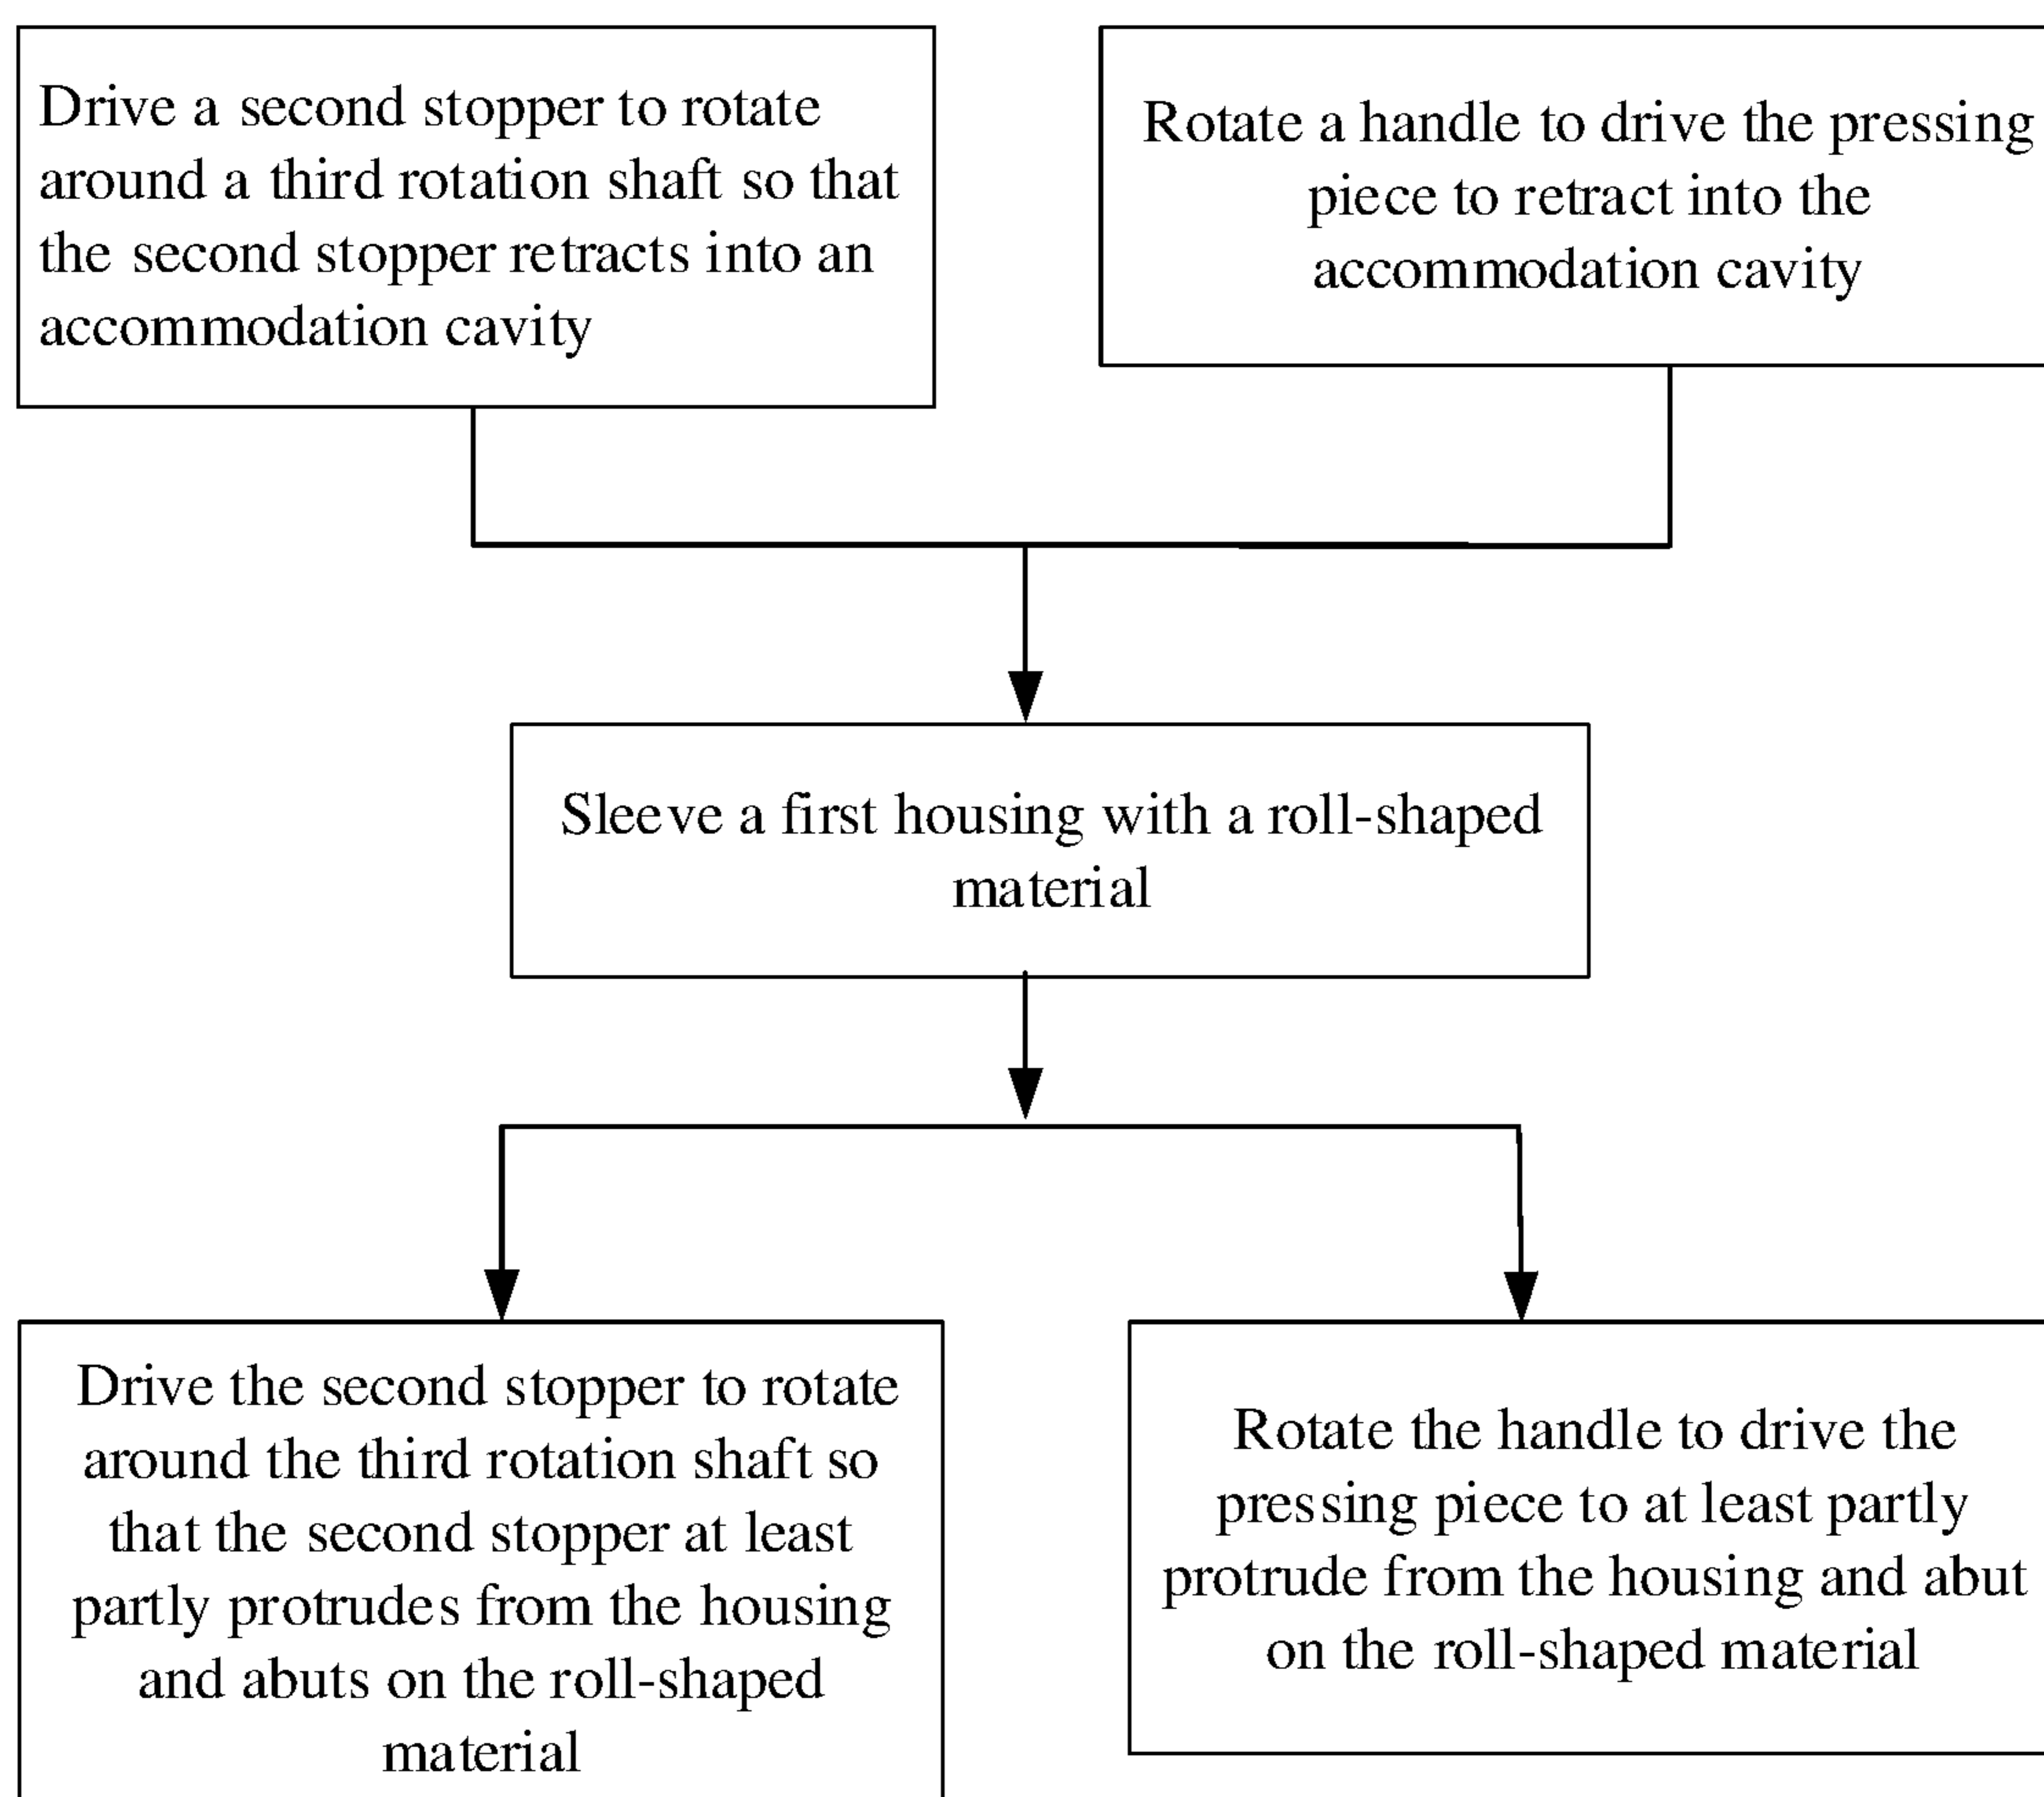 Drive a second stopper to rotate
around a third rotation shaft so that
the second stopper retracts into an
accommodation cavity
Rotate a handle to drive the pressing
piece to retract into the
accommodation cavity
Sleeve a first housing with a roll-shaped
material
Drive the second stopper to rotate
around the third rotation shaft so
that the second stopper at least
partly protrudes from the housing
and abuts on the roll-shaped
material
Rotate the handle to drive the
pressing piece to at least partly
protrude from the housing and abut
on the roll-shaped material